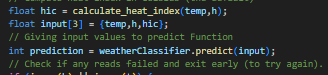 float hic = calculate_heat_index(temp,h);
float input[3] = {temp,h,hic};
// Giving input values to predict Function
int prediction = weatherClassifier.predict(input);
// Check if any reads failed and exit early (to try again).